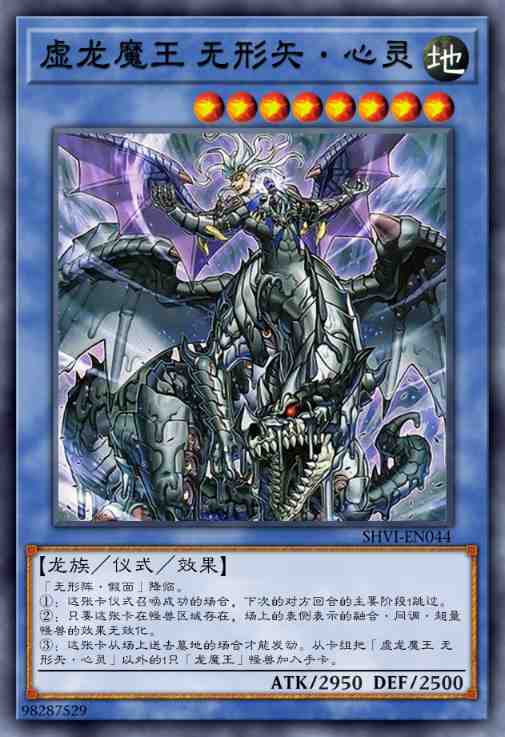 虚龙魔王 无形矢·心灵
地
SHVI-EN044
【龙族／仪式／效果】
「无形阵·假面」降临。
①：这张卡仪式召唤成功的场合，下次的对方回合的主要阶段1跳过。
②：只要这张卡在怪兽区域存在，场上的表侧表示的融合·同调·超量
怪兽的效果无效化。
③：这张卡从场上送去墓地的场合才能发动。从卡组把「虚龙魔王 无
形矢·心灵」以外的1只「龙魔王」怪兽加入手卡。
ATK/2950 DEF/2500
98287529